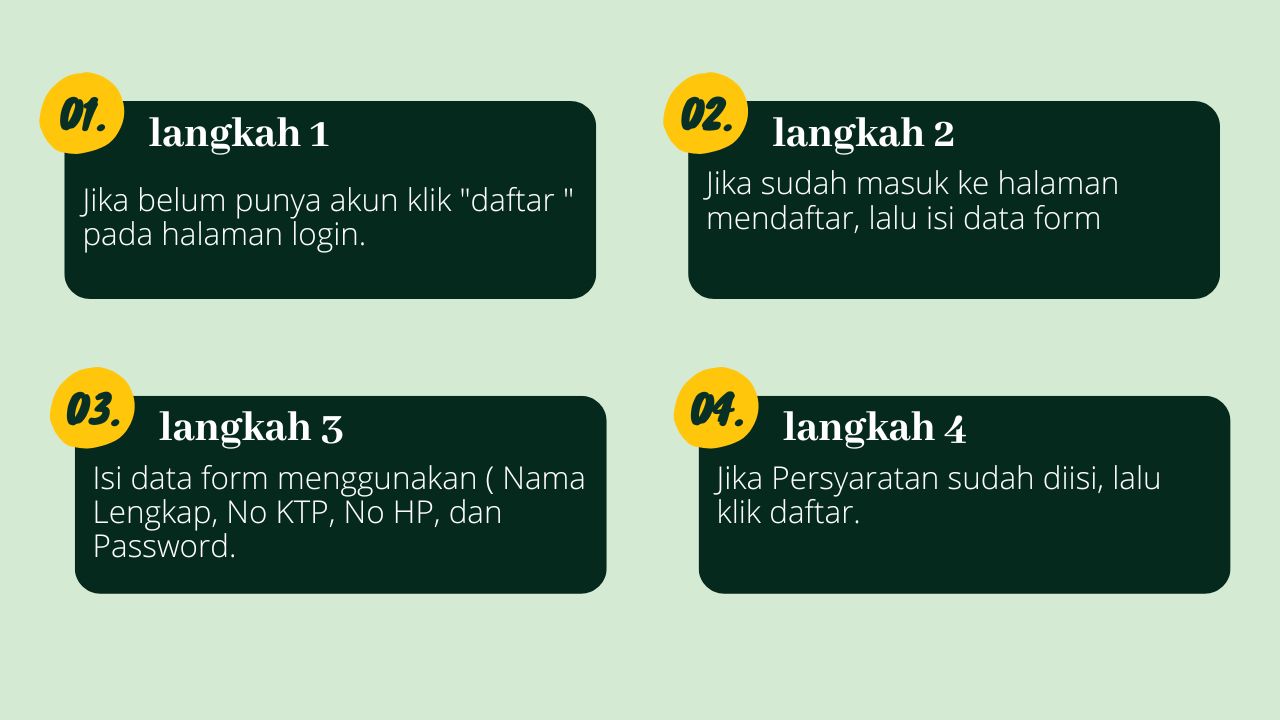 01.
langkah 1
Jika belum punya akun klik "daftar "
pada halaman login.
02.
langkah 2
Jika sudah masuk ke halaman
mendaftar, lalu isi data form
03.
langkah 3
Isi data form menggunakan ( Nama
Lengkap, No KTP, No HP, dan
Password.
04.
langkah 4
Jika Persyaratan sudah diisi, lalu
klik daftar.